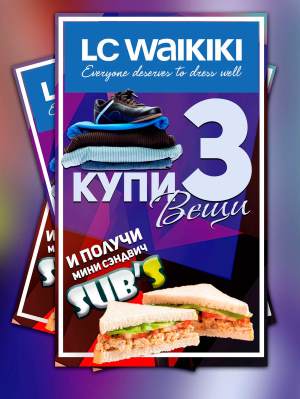 LC WAIKIKI
Everyone deserves to dress well
КУПИ 3
Вещи
И ПОЛУЧИ
МИНИ СЭНДВИЧ
SUB'S